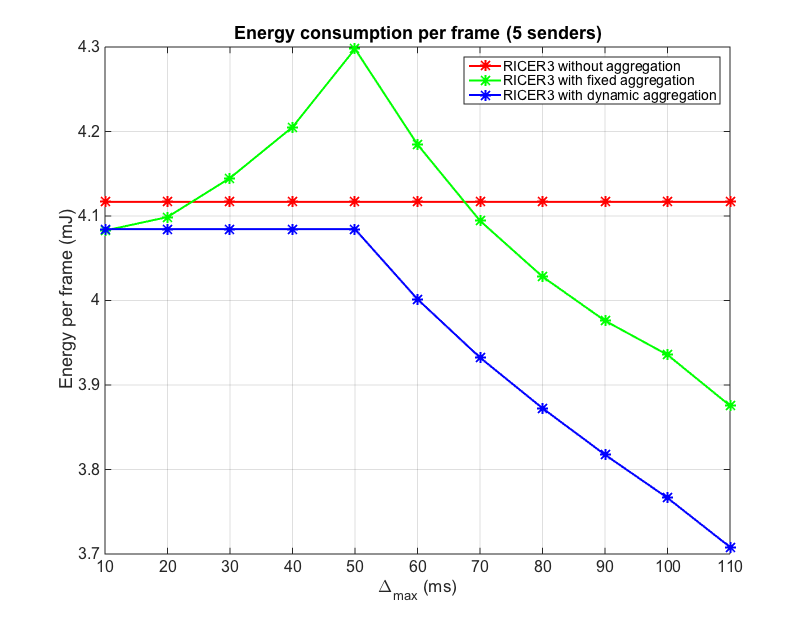 Energy consumption per frame (5 senders)
RICER3 without aggregation
RICER3 with fixed aggregation
RICER3 with dynamic aggregation
Energy per frame (mJ)
4.3
4.2
4.1
4
3.9
3.8
3.7
10 20 30 40 50 60 70 80 90 100 110
Δmax (ms)